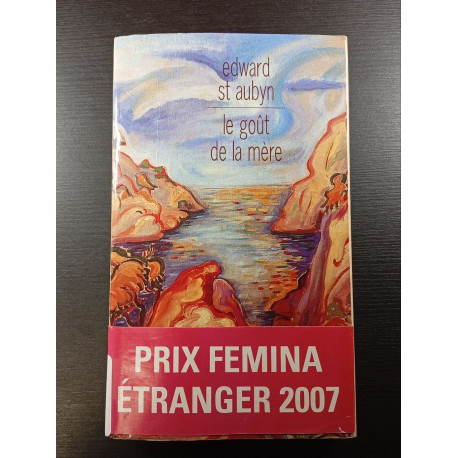 edward
st aubyn
le goût
de la mère
PRIX FEMINA
ÉTRANGER 2007